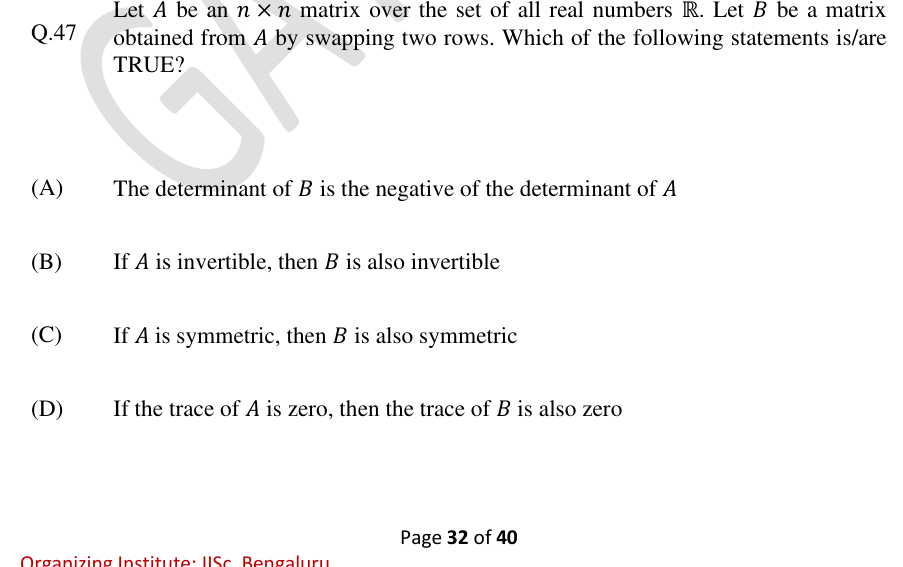 Let A be an n × n matrix over the set of all real numbers ℝ. Let B be a matrix
Q.47 obtained from A by swapping two rows. Which of the following statements is/are
TRUE?
(A) The determinant of B is the negative of the determinant of A
(B) If A is invertible, then B is also invertible
(C) If A is symmetric, then B is also symmetric
(D) If the trace of A is zero, then the trace of B is also zero
Page 32 of 40
Organizing Institute: IISc, Bengaluru